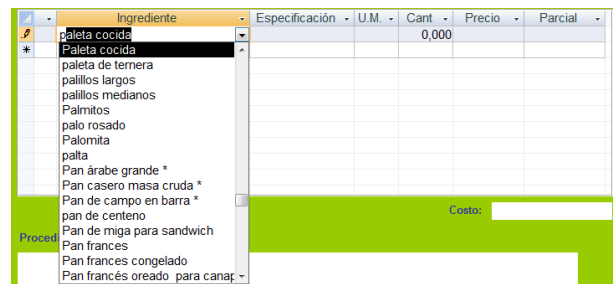 Ingrediente Especificación U.M. Cant Precio Parcial
paleta cocida 0,000
Paleta cocida
paleta de ternera
palillos largos
palillos medianos
Palmitos
palo rosado
Palomita
palta
Pan árabe grande *
Pan casero masa cruda *
Pan de campo en barra *
pan de centeno
Costo:
Pan de miga para sandwich
Procedi
Pan frances
Pan frances congelado
Pan francés oreado para canap